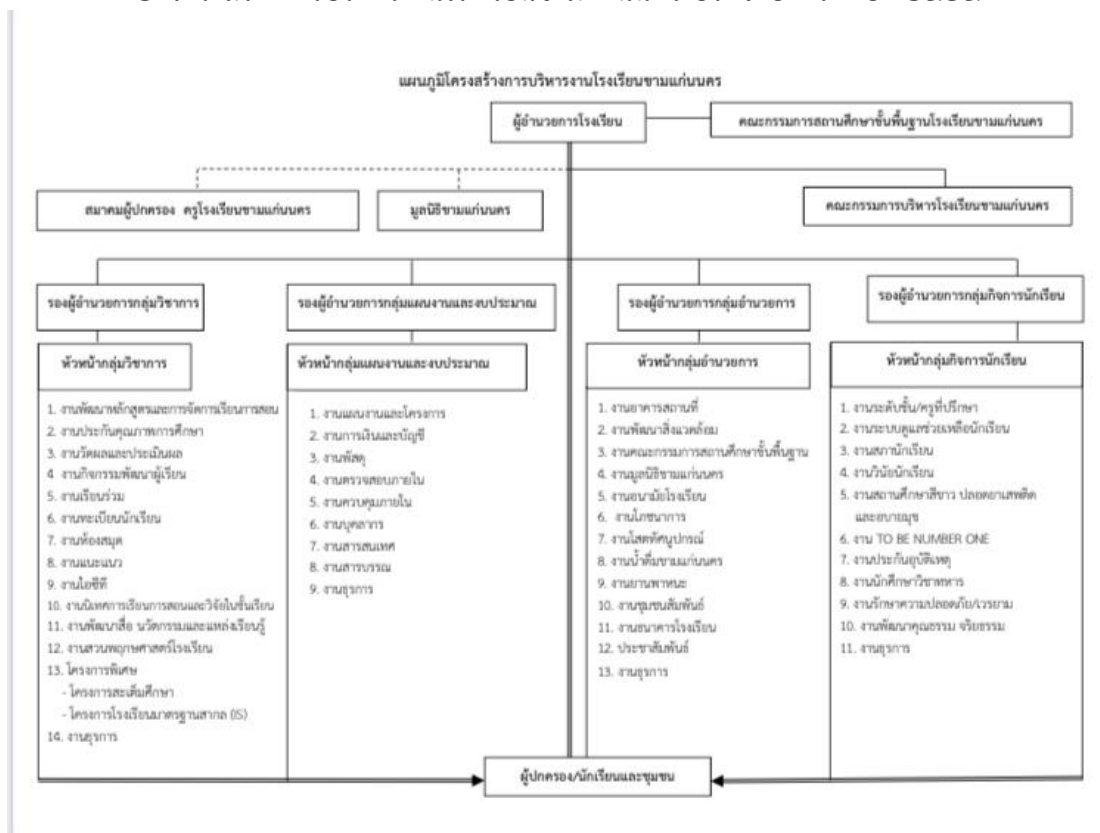 แผนภูมิโครงสร้างการบริหารงานโรงเรียนขามแก่นนคร
ผู้อำนวยการโรงเรียน
คณะกรรมการสถานศึกษาขั้นพื้นฐานโรงเรียนขามแก่นนคร
สมาคมผู้ปกครอง ครูโรงเรียนขามแก่นนคร
มูลนิธิขามแก่นนคร
คณะกรรมการบริหารโรงเรียนขามแก่นนคร
รองผู้อำนวยการกลุ่มวิชาการ
หัวหน้ากลุ่มวิชาการ
1. งานพัฒนาหลักสูตรและการจัดการเรียนการสอน
2. งานประกันคุณภาพการศึกษา
3. งานวัดผลและประเมินผล
4 งานกิจกรรมพัฒนาผู้เรียน
5. งานเรียนร่วม
6. งานทะเบียนนักเรียน
7. งานห้องสมุด
8. งานแนะแนว
9. งานไอซีที
10. งานนิเทศการเรียนการสอนและวิจัยในชั้นเรียน
11. งานพัฒนาสื่อ นวัตกรรมและแหล่งเรียนรู้
12. งานสวนพฤกษศาสตร์โรงเรียน
13. โครงการพิเศษ
- โครงการสะเต็มศึกษา
- โครงการโรงเรียนมาตรฐานสากล (IS)
14. งานธุรการ
รองผู้อำนวยการกลุ่มแผนงานและงบประมาณ
หัวหน้ากลุ่มแผนงานและงบประมาณ
1. งานแผนงานและโครงการ
2. งานการเงินและบัญชี
3. งานพัสดุ
4. งานตรวจสอบภายใน
5. งานควบคุมภายใน
6. งานบุคลากร
7. งานสารสนเทศ
8. งานสารบรรณ
9. งานธุรการ
รองผู้อำนวยการกลุ่มอำนวยการ
หัวหน้ากลุ่มอำนวยการ
1. งานอาคารสถานที่
2. งานพัฒนาสิ่งแวดล้อม
3. งานคณะกรรมการสถานศึกษาขั้นพื้นฐาน
4. งานมูลนิธิขามแก่นนคร
5. งานอนามัยโรงเรียน
6. งานโภชนาการ
7. งานโสตทัศนูปกรณ์
8. งานน้ำดื่มขามแก่นนคร
9. งานยานพาหนะ
10. งานชุมชนสัมพันธ์
11. งานธนาคารโรงเรียน
12. ประชาสัมพันธ์
13. งานธุรการ
รองผู้อำนวยการกลุ่มกิจการนักเรียน
หัวหน้ากลุ่มกิจการนักเรียน
1. งานระดับชั้น/ครูที่ปรึกษา
2. งานระบบดูแลช่วยเหลือนักเรียน
3. งานสภานักเรียน
4. งานวินัยนักเรียน
5. งานสถานศึกษาสีขาว ปลอดยาเสพติด
และอบายมุข
6. งาน TO BE NUMBER ONE
7. งานประกันอุบัติเหตุ
8. งานนักศึกษาวิชาทหาร
9. งานรักษาความปลอดภัย/เวรยาม
10. งานพัฒนาคุณธรรม จริยธรรม
11. งานธุรการ
ผู้ปกครอง/นักเรียนและชุมชน